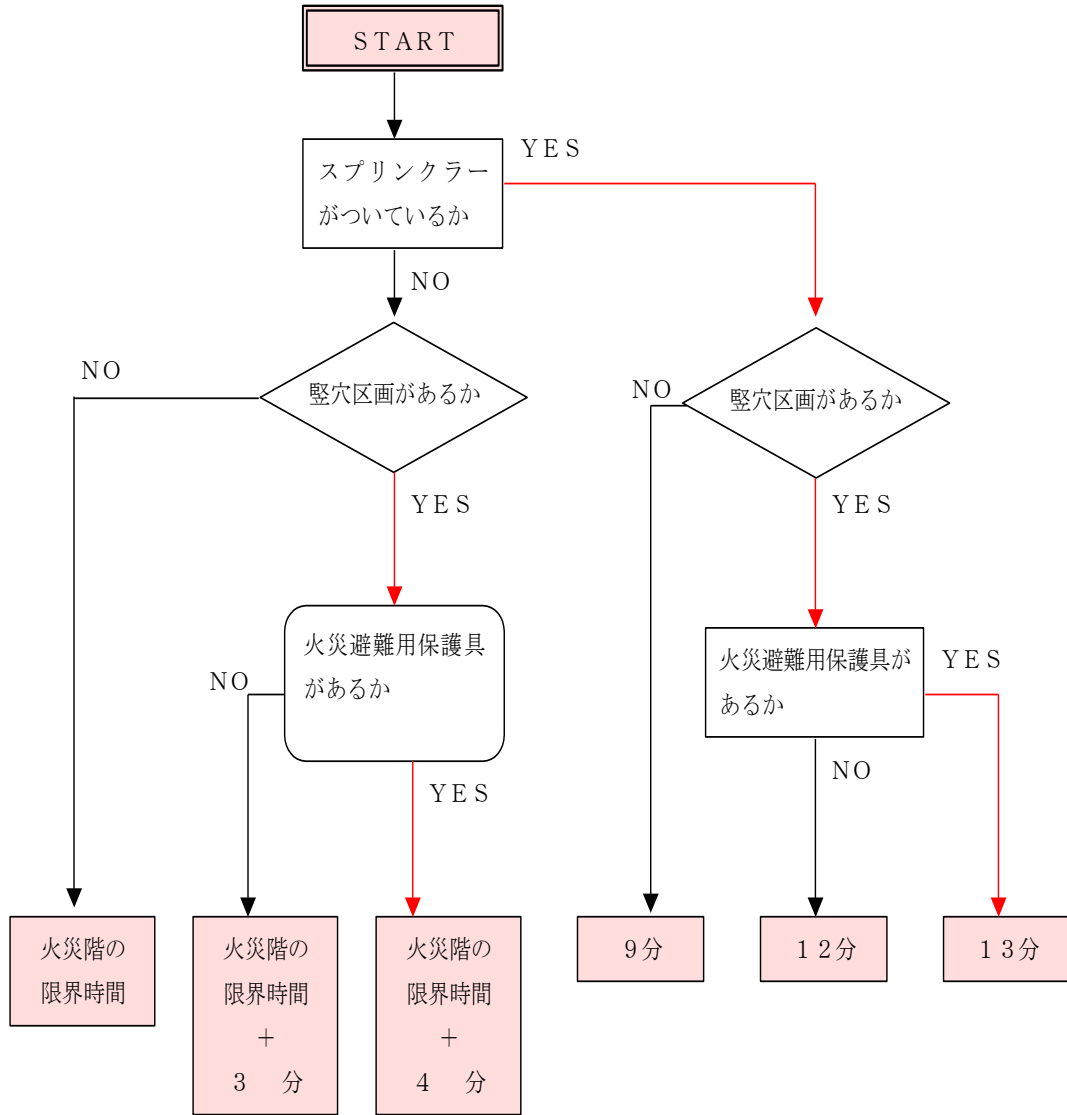 ＳＴＡＲＴ
スプリンクラー
がついているか
ＹＥＳ
ＮＯ
竪穴区画があるか
ＮＯ
ＹＥＳ
竪穴区画があるか
ＮＯ
ＹＥＳ
火災避難用保護具
があるか
ＮＯ
ＹＥＳ
火災避難用保護具が
あるか
ＹＥＳ
ＮＯ
火災階の
限界時間
火災階の
限界時間
＋
３　分
火災階の
限界時間
＋
４　分
９分
１２分
１３分